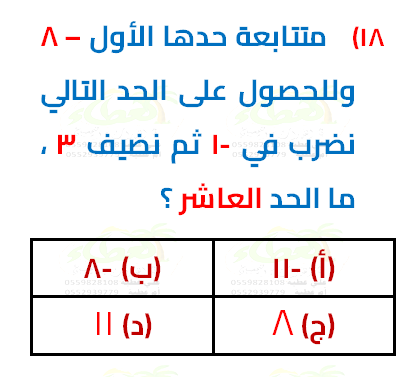 ١٨) متتابعة حدها الأول – ٨
وللحصول على الحد التالي
نضرب في -١ ثم نضيف ٣ ،
ما الحد العاشر ؟
(أ) -١١ (ب) -٨
(ج) ٨ (د) ١١